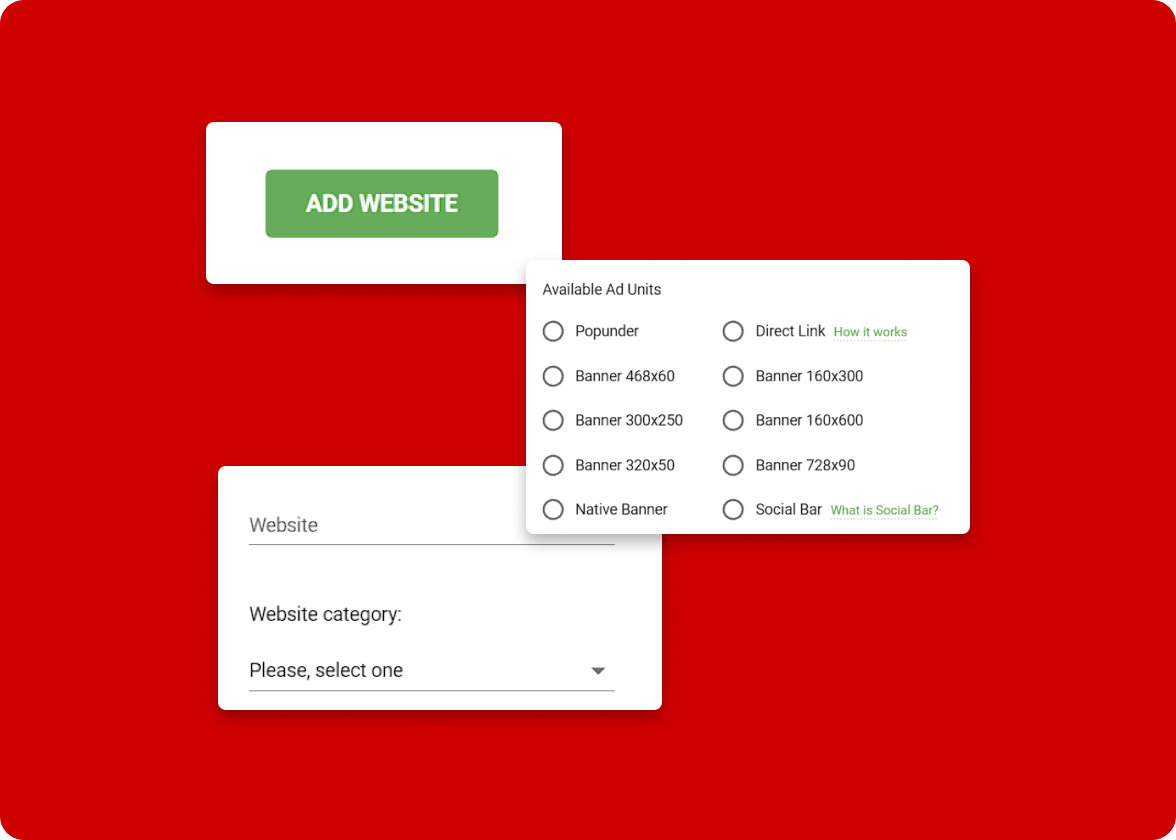 ADD WEBSITE
Available Ad Units
Popunder
Direct Link How it works
Banner 468x60
Banner 160x300
Banner 300x250
Banner 160x600
Banner 320x50
Banner 728x90
Native Banner
Social Bar What is Social Bar?
Website
Website category:
Please, select one